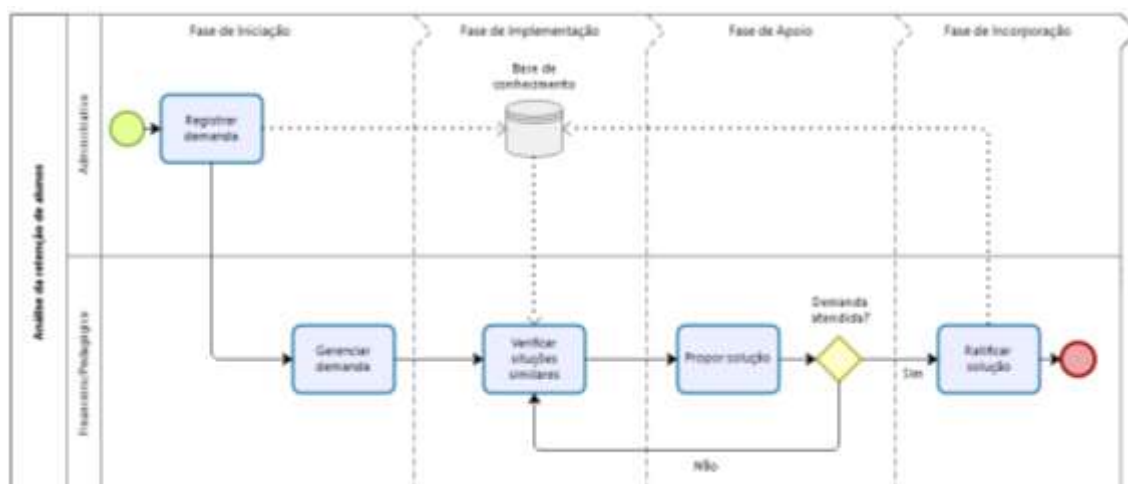 Fase de Iniciação
Fase de Implementação
Fase de Apoio
Fase de Incorporação
Análise da retenção de alunos
Administrativo
Registrar
demanda
Base de
conhecimento
Financeiro/Pedagógico
Gerenciar
demanda
Verificar
situções
similares
Propor solução
Demanda
atendida?
Sim
Não
Ratificar
solução